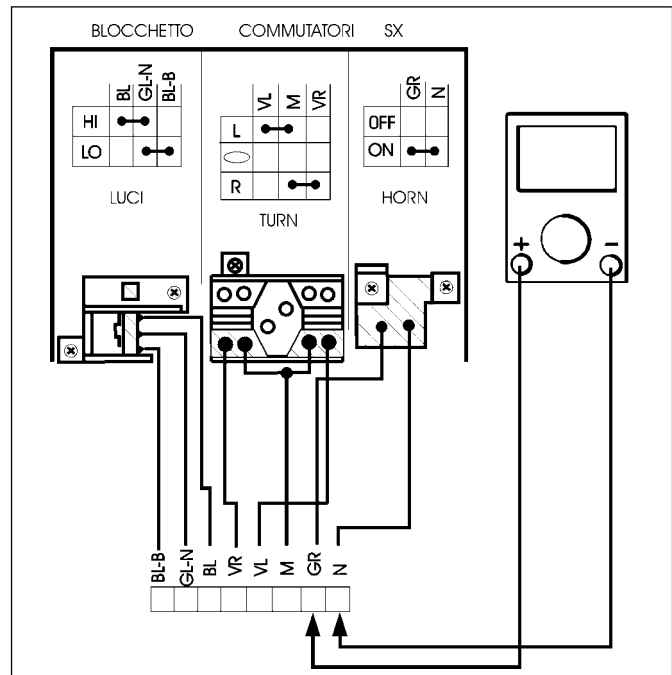 BLOCCHETTO COMMUTATORI SX
BL GL-N BL-B
HI
LO
LUCI
VL M VR
L
R
TURN
GR N
OFF
ON
HORN
+ -
BL-B GL-N BL VR VL M GR N